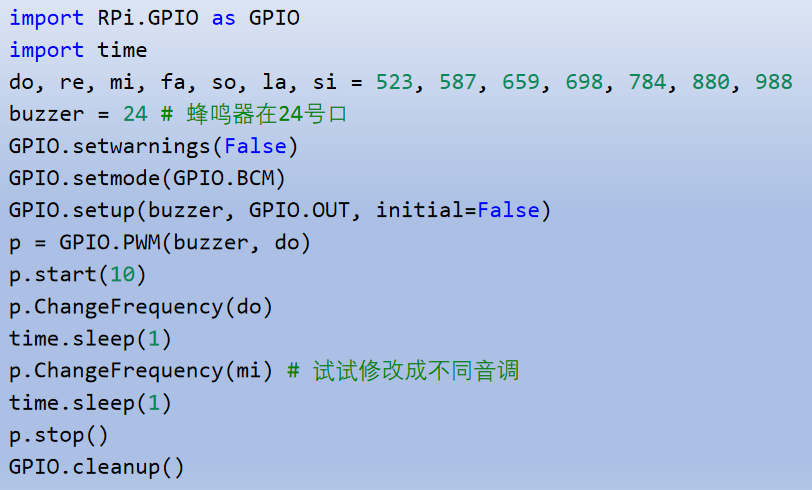 import RPi.GPIO as GPIO
import time
do, re, mi, fa, so, la, si = 523, 587, 659, 698, 784, 880, 988
buzzer = 24 # 蜂鸣器在24号口
GPIO.setwarnings(False)
GPIO.setmode(GPIO.BCM)
GPIO.setup(buzzer, GPIO.OUT, initial=False)
p = GPIO.PWM(buzzer, do)
p.start(10)
p.ChangeFrequency(do)
time.sleep(1)
p.ChangeFrequency(mi) # 试试修改成不同音调
time.sleep(1)
p.stop()
GPIO.cleanup()